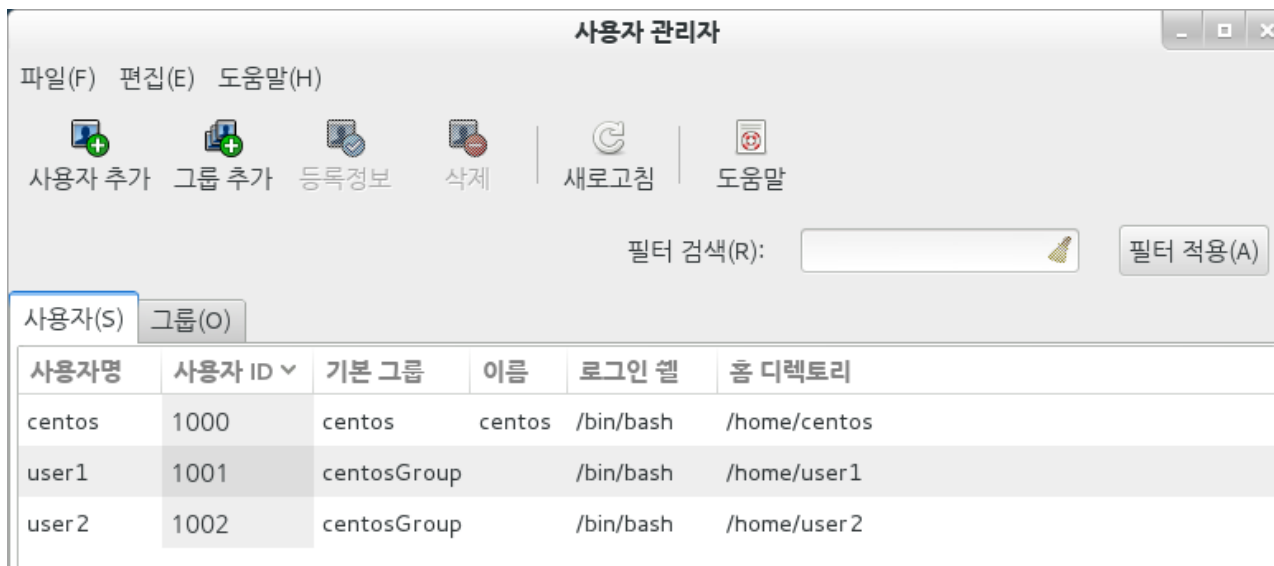 사용자 관리자
파일(F) 편집(E) 도움말(H)
사용자 추가 그룹 추가 등록정보 삭제 새로고침 도움말
필터 검색(R): 필터 적용(A)
사용자(S) 그룹(O)
사용자명 사용자 ID 기본 그룹 이름 로그인 쉘 홈 디렉토리
centos 1000 centos centos /bin/bash /home/centos
user1 1001 centosGroup /bin/bash /home/user1
user2 1002 centosGroup /bin/bash /home/user2